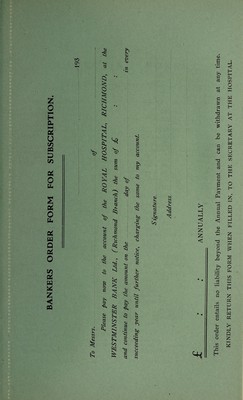 BANKERS ORDER FORM FOR SUBSCRIPTION.
193
To Messrs. of
Please pay now to the account of the ROYAL HOSPITAL, RICHMOND, at the
WESTMINSTER BANK Ltd. (Richmond Branch) the sum of £ : :
and continue to pay the amount on the day of in every
succeeding year until further notice, charging the same to my account.
Signature
Address
£ : : ANNUALLY
This order entails no liability beyond the Annual Payment and can be withdrawn at any time.
KINDLY RETURN THIS FORM WHEN FILLED IN, TO THE SECRETARY AT THE HOSPITAL